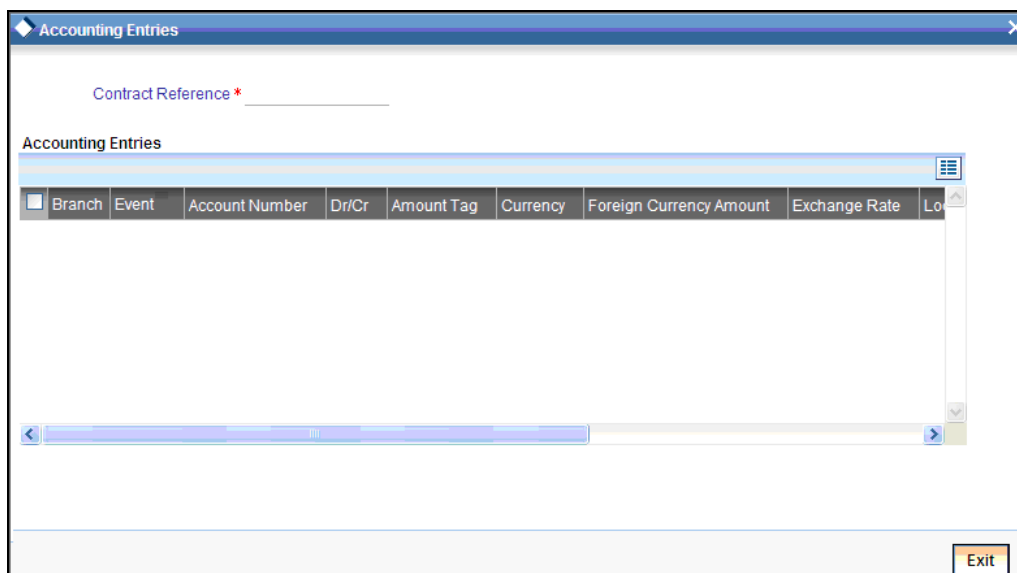 Accounting Entries
Contract Reference *
Accounting Entries
Branch Event Account Number Dr/Cr Amount Tag Currency Foreign Currency Amount Exchange Rate
Exit